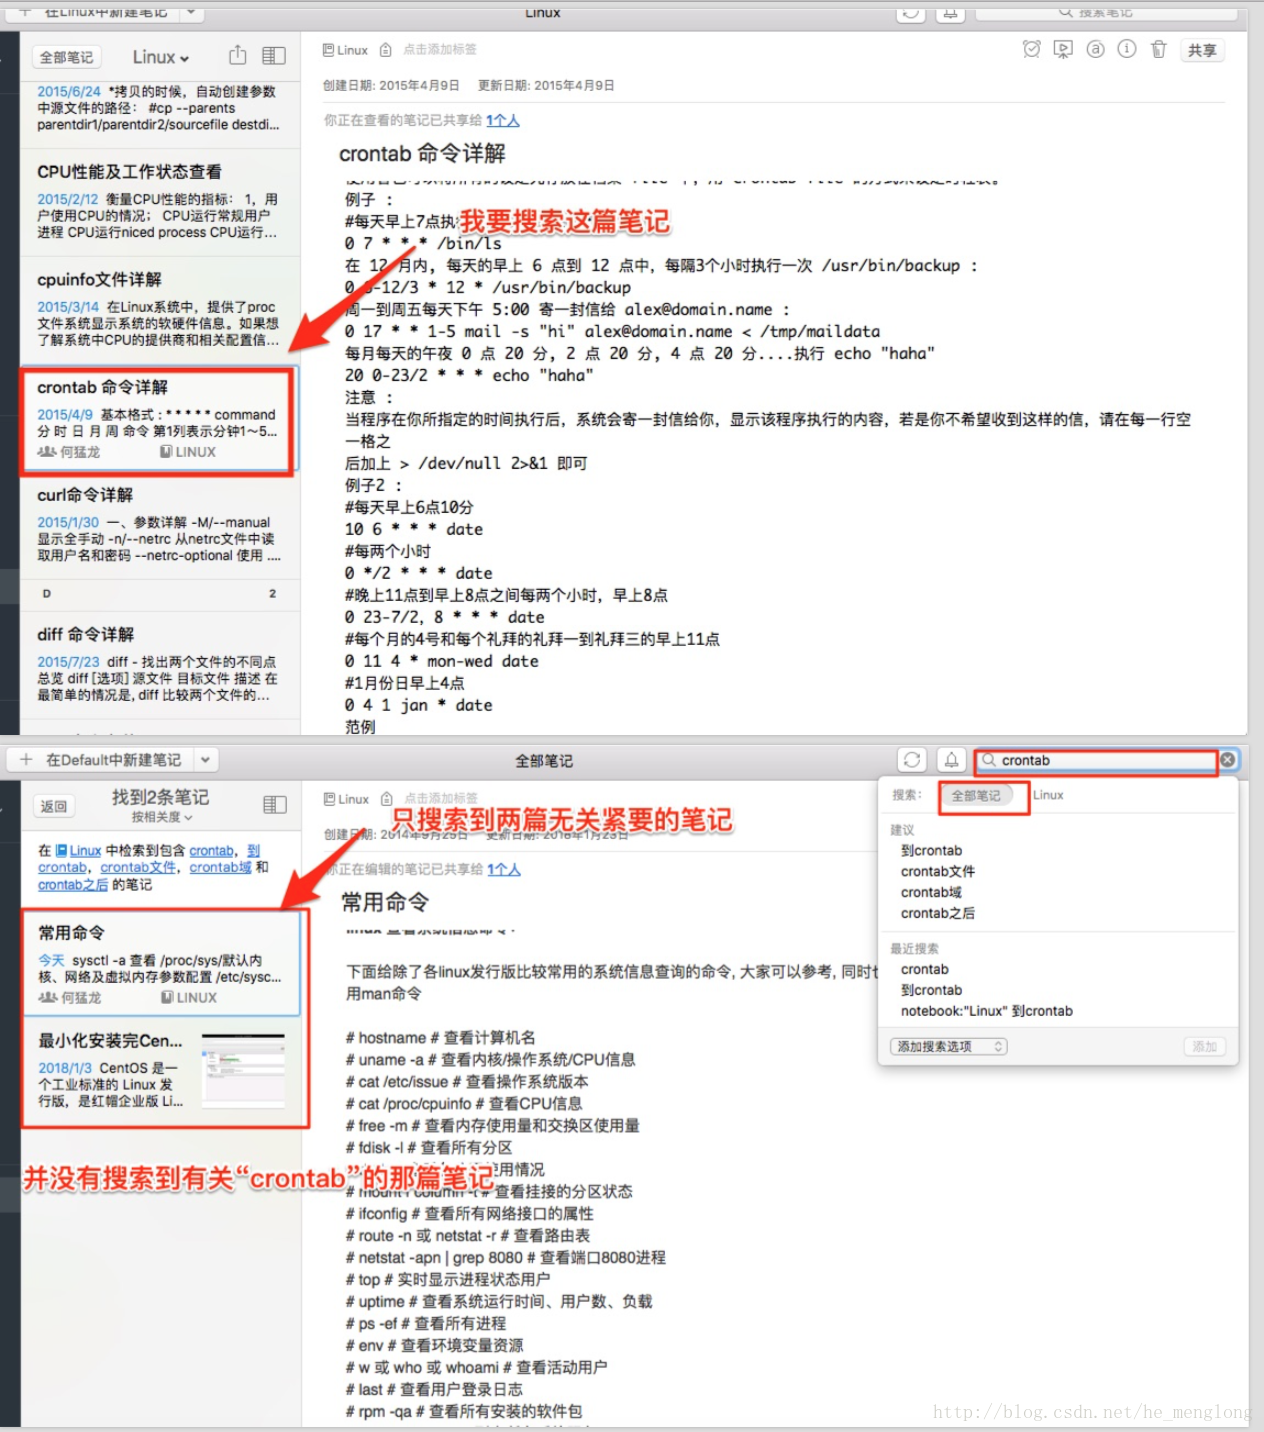 在Linux中新建笔记
Linux
搜索笔记
全部笔记
Linux
Linux
点击添加标签
共享
创建日期: 2015年4月9日 更新日期: 2015年4月9日
你正在查看的笔记已共享给 1个人
2015/6/24 *拷贝的时候，自动创建参数
中源文件的路径： #cp --parents
parentdir1/parentdir2/sourcefile destdi...
CPU性能及工作状态查看
2015/2/12 衡量CPU性能的指标： 1，用
户使用CPU的情况； CPU运行常规用户
进程 CPU运行niced process CPU运行...
cpuinfo文件详解
2015/3/14 在Linux系统中，提供了proc
文件系统显示系统的软硬件信息。如果想
了解系统中CPU的提供商和相关配置信...
crontab 命令详解
2015/4/9 基本格式 : * * * * * command
分 时 日 月 周 命令 第1列表示分钟1～5...
何猛龙 LINUX
curl命令详解
2015/1/30 一、参数详解 -M/--manual
显示全手动 -n/--netrc 从netrc文件中读
取用户名和密码 --netrc-optional 使用 ....
D 2
diff 命令详解
2015/7/23 diff - 找出两个文件的不同点
总览 diff [选项] 源文件 目标文件 描述 在
最简单的情况是, diff 比较两个文件的...
crontab 命令详解
例子 :
#每天早上7点执
我要搜索这篇笔记
0 7 * * * /bin/ls
在 12 月内, 每天的早上 6 点到 12 点中，每隔3个小时执行一次 /usr/bin/backup :
0 6-12/3 * 12 * /usr/bin/backup
周一到周五每天下午 5:00 寄一封信给 alex@domain.name :
0 17 * * 1-5 mail -s "hi" alex@domain.name < /tmp/maildata
每月每天的午夜 0 点 20 分, 2 点 20 分, 4 点 20 分....执行 echo "haha"
20 0-23/2 * * * echo "haha"
注意 :
当程序在你所指定的时间执行后，系统会寄一封信给你，显示该程序执行的内容，若是你不希望收到这样的信，请在每一行空
一格之
后加上 > /dev/null 2>&1 即可
例子2 :
#每天早上6点10分
10 6 * * * date
#每两个小时
0 */2 * * * date
#晚上11点到早上8点之间每两个小时，早上8点
0 23-7/2, 8 * * * date
#每个月的4号和每个礼拜的礼拜一到礼拜三的早上11点
0 11 4 * mon-wed date
#1月份日早上4点
0 4 1 jan * date
范例
在Default中新建笔记
全部笔记
crontab
返回
找到2条笔记
按相关度
在 Linux 中检索到包含 crontab，到
crontab，crontab文件，crontab域 和
crontab之后 的笔记
常用命令
今天 sysctl -a 查看 /proc/sys/默认内
核、网络及虚拟内存参数配置 /etc/sysc...
何猛龙 LINUX
最小化安装完Cen...
2018/1/3 CentOS 是一
个工业标准的 Linux 发
行版，是红帽企业版 Li...
并没有搜索到有关“crontab”的那篇笔记
Linux
点击添加标签
只搜索到两篇无关紧要的笔记
创建日期: 2014年9月25日 更新日期: 2018年1月23日
你正在编辑的笔记已共享给 1个人
常用命令
linux 查看系统信息命令.
下面给除了各linux发行版比较常用的系统信息查询的命令, 大家可以参考, 同时也
用man命令
# hostname # 查看计算机名
# uname -a # 查看内核/操作系统/CPU信息
# cat /etc/issue # 查看操作系统版本
# cat /proc/cpuinfo # 查看CPU信息
# free -m # 查看内存使用量和交换区使用量
# fdisk -l # 查看所有分区
使用情况
# mount | column -t # 查看挂接的分区状态
# ifconfig # 查看所有网络接口的属性
# route -n 或 netstat -r # 查看路由表
# netstat -apn | grep 8080 # 查看端口8080进程
# top # 实时显示进程状态用户
# uptime # 查看系统运行时间、用户数、负载
# ps -ef # 查看所有进程
# env # 查看环境变量资源
# w 或 who 或 whoami # 查看活动用户
# last # 查看用户登录日志
# rpm -qa # 查看所有安装的软件包
搜索: 全部笔记 Linux
建议
到crontab
crontab文件
crontab域
crontab之后
最近搜索
crontab
到crontab
notebook:"Linux" 到crontab
添加搜索选项
添加
http://blog.csdn.net/he_menglong